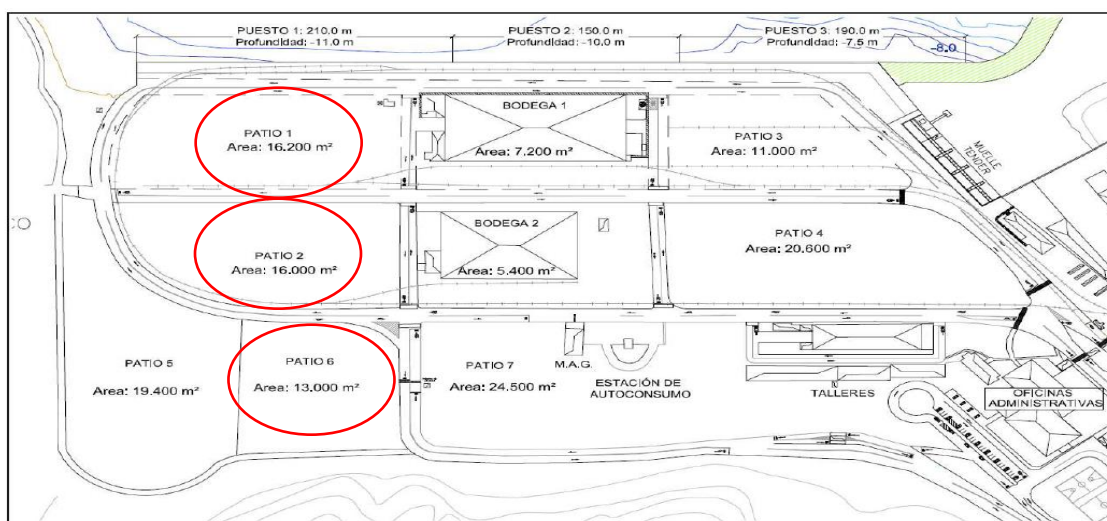 PUESTO 1: 210.0 m
Profundidad: -11.0 m
PUESTO 2: 150.0 m
Profundidad: -10.0 m
PUESTO 3: 190.0 m
Profundidad: -7.5 m
-8.0
BODEGA 1
Area: 7.200 m²
PATIO 1
Area: 16.200 m²
PATIO 3
Area: 11.000 m²
MUELLE
TENDER
BODEGA 2
Area: 5.400 m²
PATIO 2
Area: 16.000 m²
PATIO 4
Area: 20.600 m²
PATIO 5
Area: 19.400 m²
PATIO 6
Area: 13.000 m²
PATIO 7
Area: 24.500 m²
M.A.G.
ESTACIÓN DE
AUTOCONSUMO
TALLERES
OFICINAS
ADMINISTRATIVAS